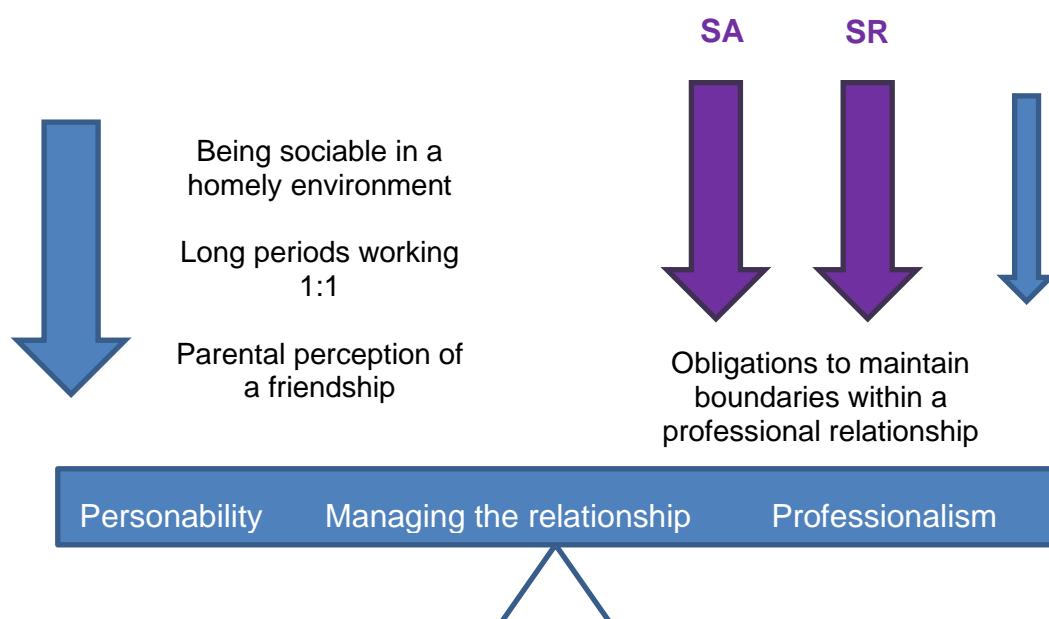 SA SR
Being sociable in a
homely environment
Long periods working
1:1
Parental perception of
a friendship
Obligations to maintain
boundaries within a
professional relationship
Personability Managing the relationship Professionalism